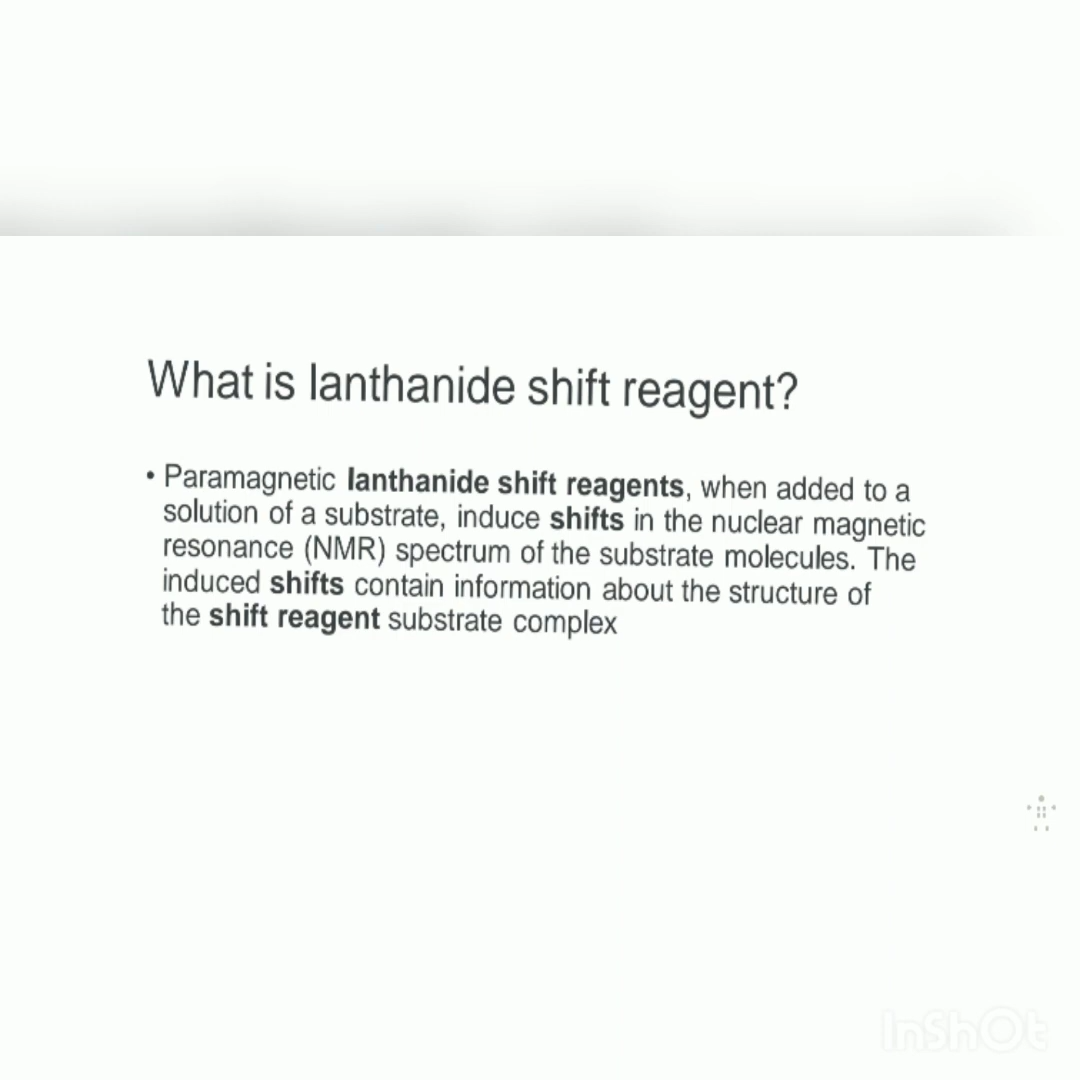 What is lanthanide shift reagent?
• Paramagnetic lanthanide shift reagents, when added to a
solution of a substrate, induce shifts in the nuclear magnetic
resonance (NMR) spectrum of the substrate molecules. The
induced shifts contain information about the structure of
the shift reagent substrate complex
InShOt